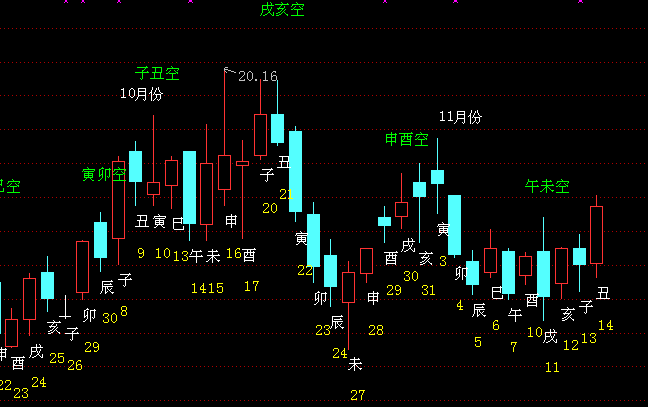 戌亥空
子丑空
20.16
10月份
11月份
申酉空
寅卯空
午未空
空
丑 寅 巳 午 未 申 酉 子 丑
9 10 13 14 15 16 17 20 21
寅 卯 辰 未 申 酉 戌 亥 寅
22 23 24 27 28 29 30 31 3
卯 辰 巳 午 酉 戌 亥 子 丑
4 5 6 7 10 11 12 13 14
申 酉 戌 亥 子 卯 辰 子
22 23 24 25 26 29 30 8